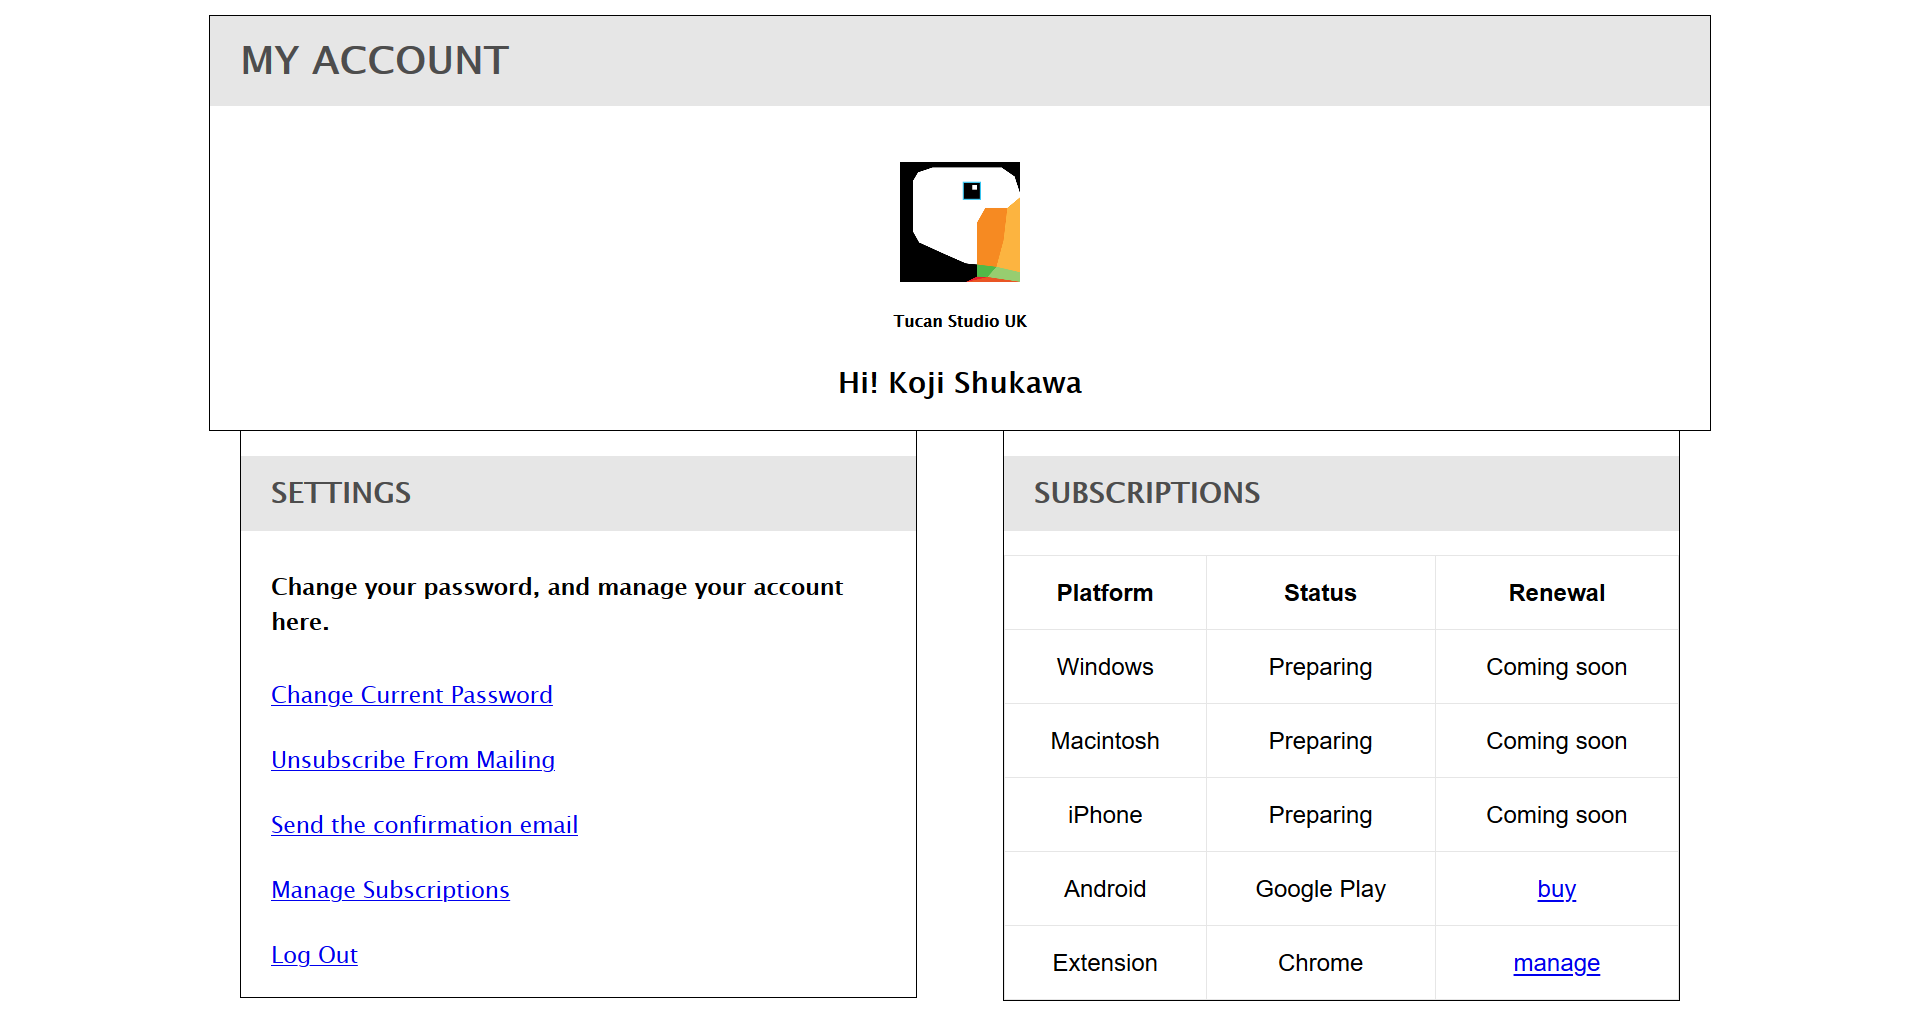 MY ACCOUNT
Tucan Studio UK
Hi! Koji Shukawa
SETTINGS
Change your password, and manage your account
here.
Change Current Password
Unsubscribe From Mailing
Send the confirmation email
Manage Subscriptions
Log Out
SUBSCRIPTIONS
Platform Status Renewal
Windows Preparing Coming soon
Macintosh Preparing Coming soon
iPhone Preparing Coming soon
Android Google Play buy
Extension Chrome manage